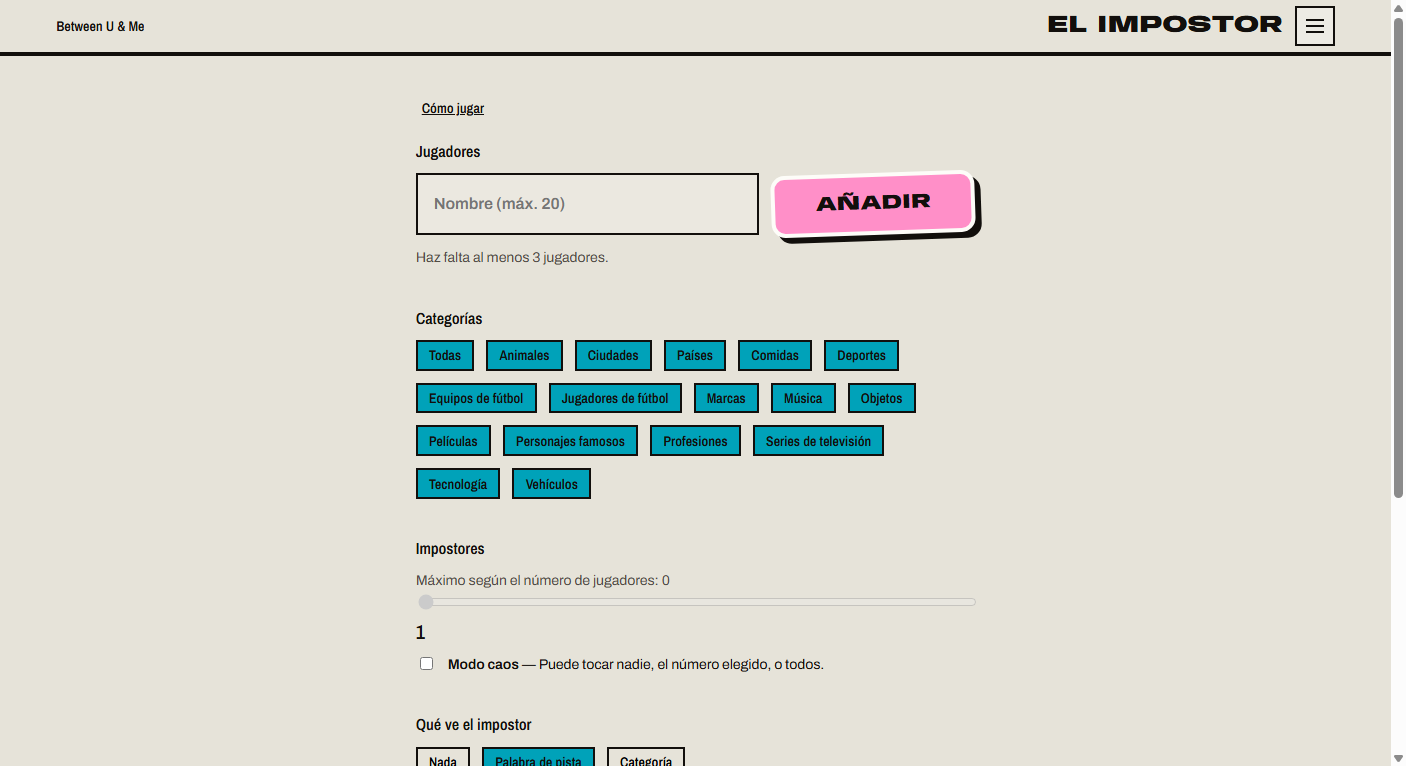 Between U & Me
EL IMPOSTOR
Cómo jugar
Jugadores
Nombre (máx. 20)
AÑADIR
Haz falta al menos 3 jugadores.
Categorías
Todas Animales Ciudades Países Comidas Deportes
Equipos de fútbol Jugadores de fútbol Marcas Música Objetos
Películas Personajes famosos Profesiones Series de televisión
Tecnología Vehículos
Impostores
Máximo según el número de jugadores: 0
1
Modo caos — Puede tocar nadie, el número elegido, o todos.
Qué ve el impostor
Nada Palabra de pista Categoría